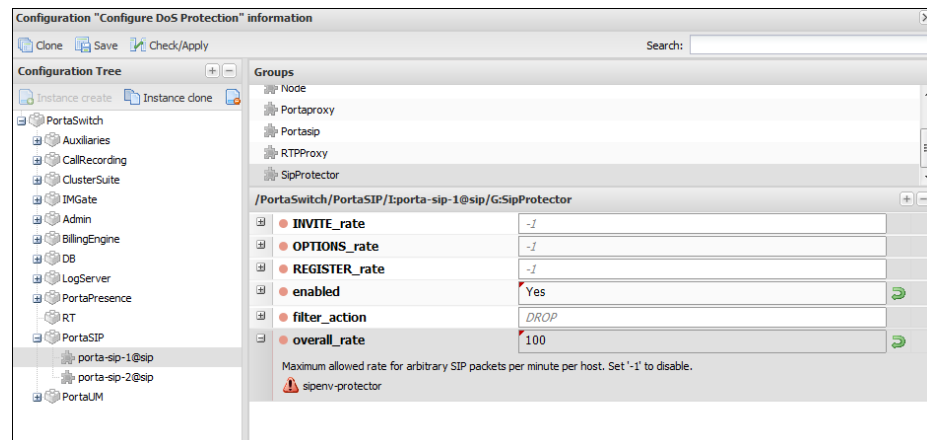 Configuration "Configure DoS Protection" information
Clone Save Check/Apply Search:
Configuration Tree
Instance create Instance clone
PortaSwitch
Auxiliaries
CallRecording
ClusterSuite
IMGate
Admin
BillingEngine
DB
LogServer
PortaPresence
RT
PortaSIP
porta-sip-1@sip
porta-sip-2@sip
PortaUM
Groups
Node
Portaproxy
Portasip
RTPProxy
SipProtector
/PortaSwitch/PortaSIP/I:porta-sip-1@sip/G:SipProtector
INVITE_rate -1
OPTIONS_rate -1
REGISTER_rate -1
enabled Yes
filter_action DROP
overall_rate 100
Maximum allowed rate for arbitrary SIP packets per minute per host. Set '-1' to disable.
sipenv-protector